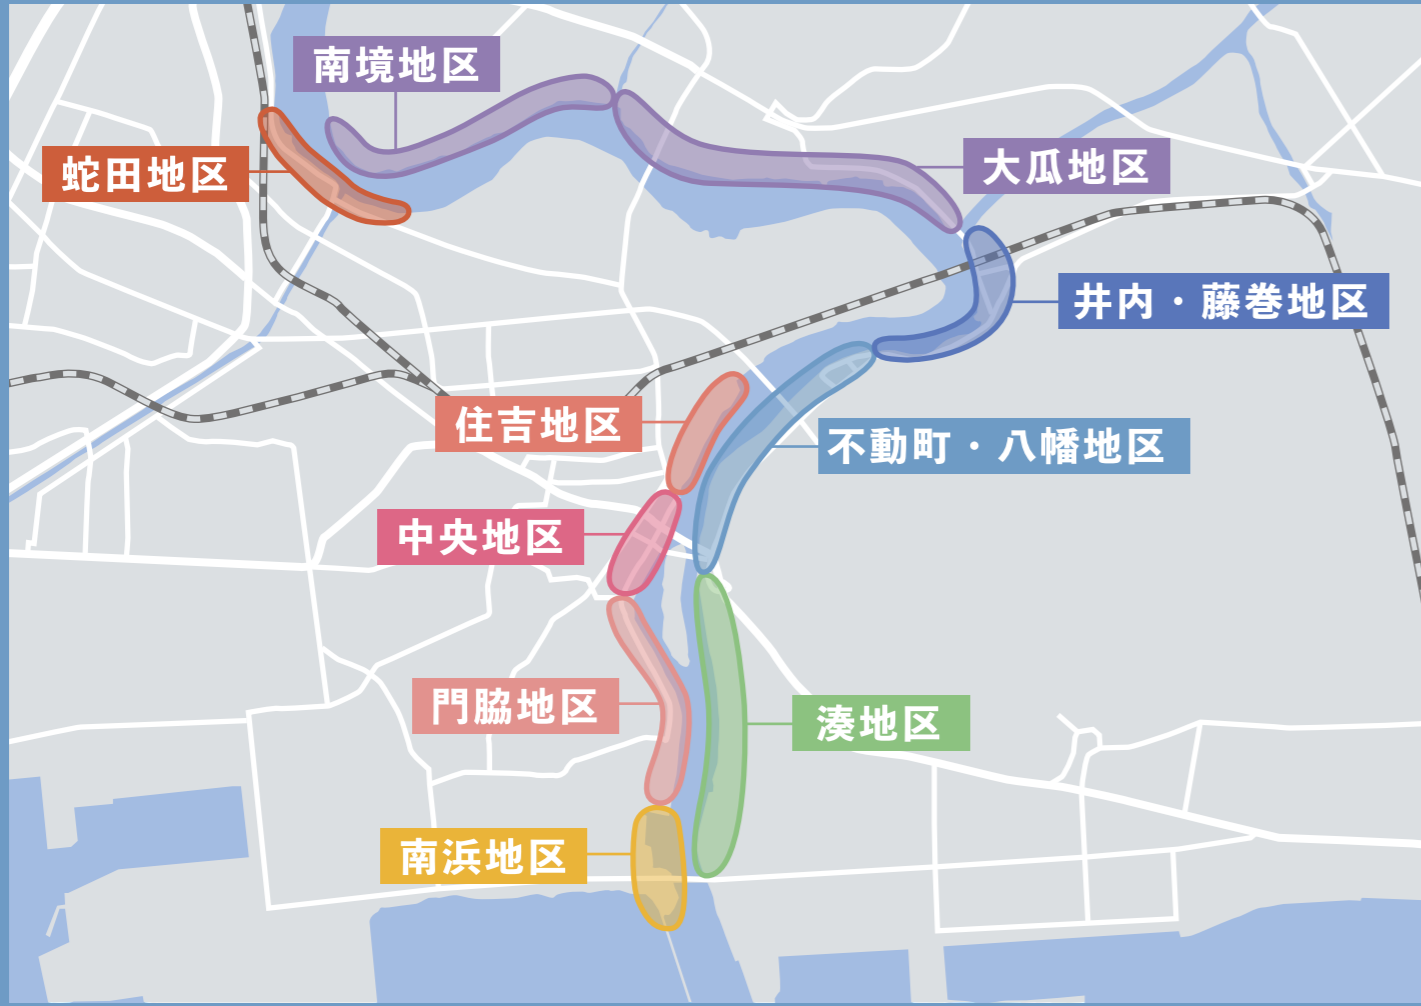 南境地区
蛇田地区
大瓜地区
井内・藤巻地区
住吉地区
不動町・八幡地区
中央地区
門脇地区
湊地区
南浜地区